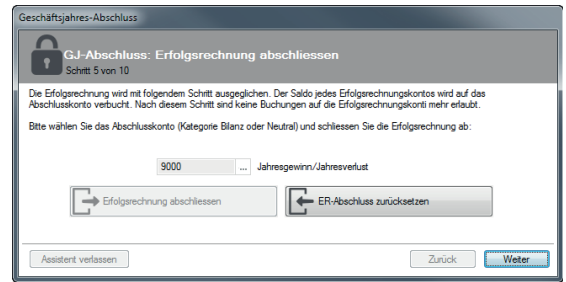 Geschäftsjahres-Abschluss
GJ-Abschluss: Erfolgsrechnung abschliessen
Schritt 5 von 10
Die Erfolgsrechnung wird mit folgendem Schritt ausgeglichen. Der Saldo jedes Erfolgsrechnungskontos wird auf das
Abschlusskonto verbucht. Nach diesem Schritt sind keine Buchungen auf die Erfolgsrechnungskonti mehr erlaubt.
Bitte wählen Sie das Abschlusskonto (Kategorie Bilanz oder Neutral) und schliessen Sie die Erfolgsrechnung ab:
9000 ... Jahresgewinn/Jahresverlust
Erfolgsrechnung abschliessen ER-Abschluss zurücksetzen
Assistent verlassen Zurück Weiter